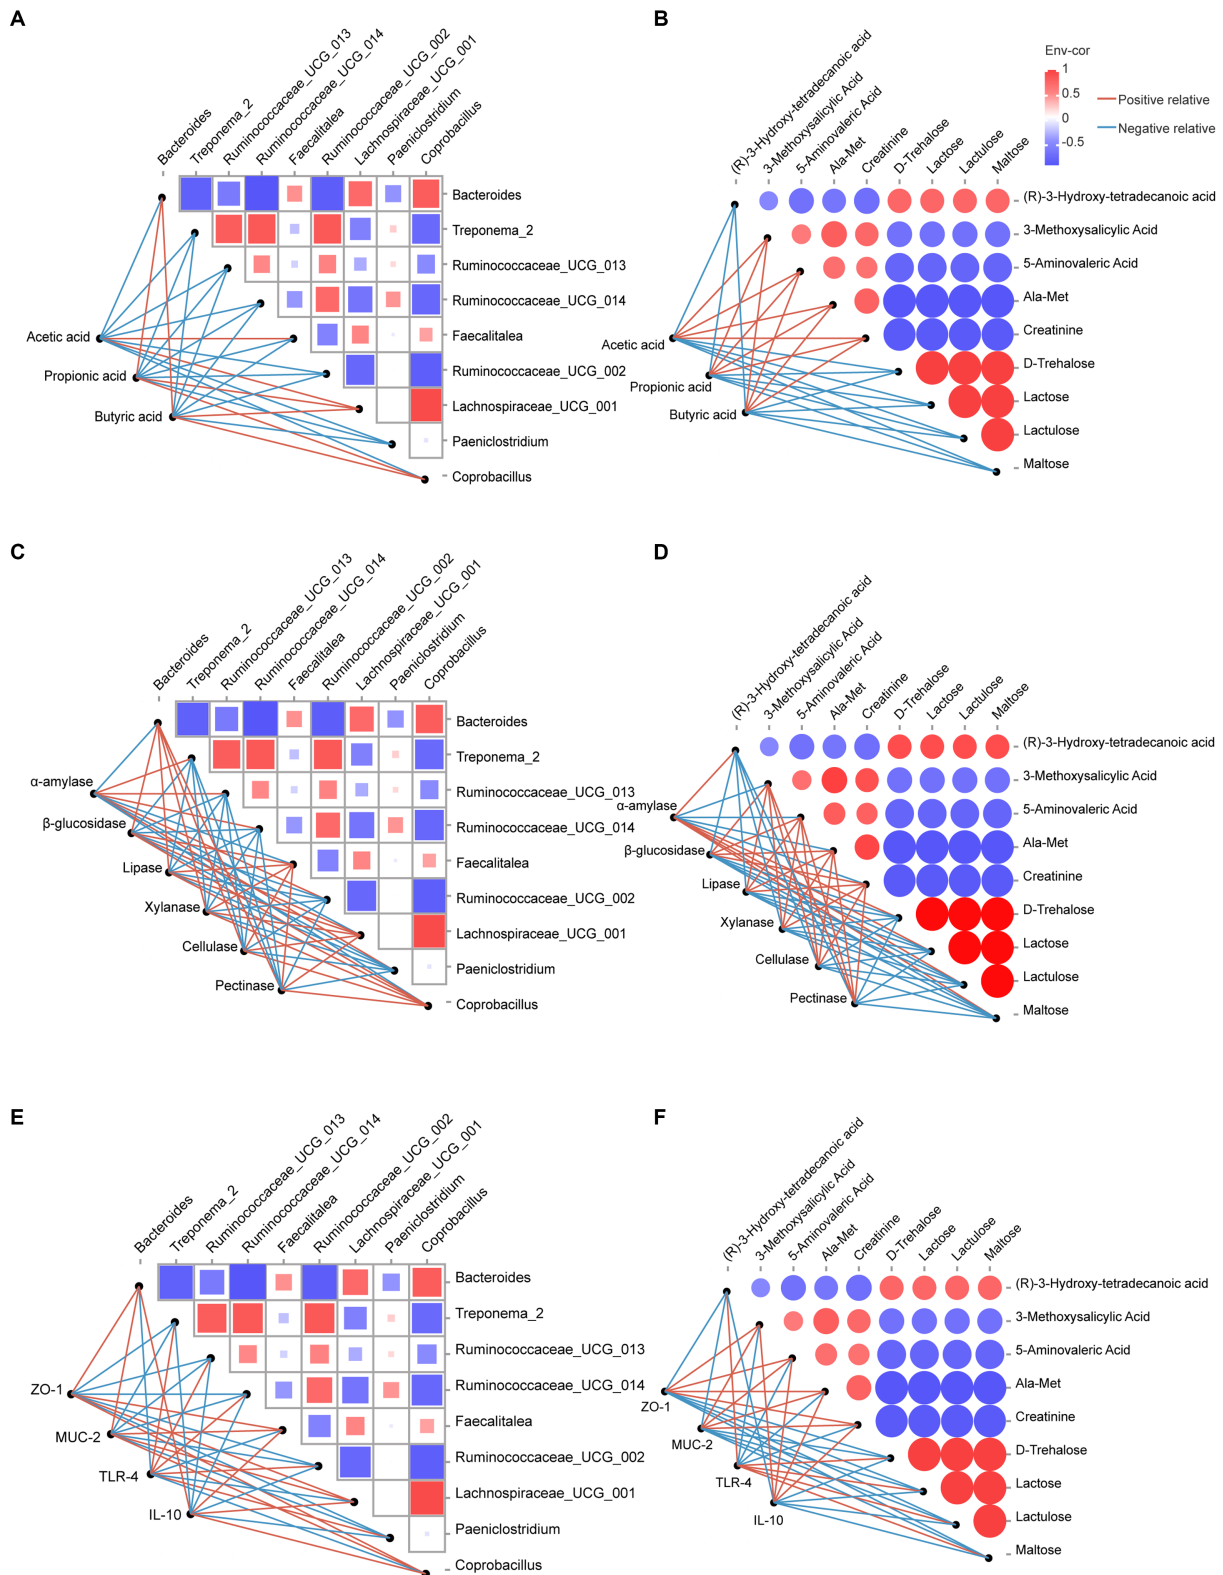 A
Bacteroides
Treponema_2
Ruminococcaceae_UCG_013
Ruminococcaceae_UCG_014
Faecalitalea
Ruminococcaceae_UCG_002
Lachnospiraceae_UCG_001
Paeniclostridium
Coprobacillus
Bacteroides
Treponema_2
Ruminococcaceae_UCG_013
Ruminococcaceae_UCG_014
Faecalitalea
Ruminococcaceae_UCG_002
Lachnospiraceae_UCG_001
Paeniclostridium
Coprobacillus
Acetic acid
Propionic acid
Butyric acid
B
(R)-3-Hydroxy-tetradecanoic acid
3-Methoxysalicylic Acid
5-Aminovaleric Acid
Ala-Met
Creatinine
D-Trehalose
Lactose
Lactulose
Maltose
Env-cor
1
0.5
0
-0.5
Positive relative
Negative relative
(R)-3-Hydroxy-tetradecanoic acid
3-Methoxysalicylic Acid
5-Aminovaleric Acid
Ala-Met
Creatinine
D-Trehalose
Lactose
Lactulose
Maltose
Acetic acid
Propionic acid
Butyric acid
C
Bacteroides
Treponema_2
Ruminococcaceae_UCG_013
Ruminococcaceae_UCG_014
Faecalitalea
Ruminococcaceae_UCG_002
Lachnospiraceae_UCG_001
Paeniclostridium
Coprobacillus
Bacteroides
Treponema_2
Ruminococcaceae_UCG_013
Ruminococcaceae_UCG_014
Faecalitalea
Ruminococcaceae_UCG_002
Lachnospiraceae_UCG_001
Paeniclostridium
Coprobacillus
α-amylase
β-glucosidase
Lipase
Xylanase
Cellulase
Pectinase
D
(R)-3-Hydroxy-tetradecanoic acid
3-Methoxysalicylic Acid
5-Aminovaleric Acid
Ala-Met
Creatinine
D-Trehalose
Lactose
Lactulose
Maltose
(R)-3-Hydroxy-tetradecanoic acid
3-Methoxysalicylic Acid
5-Aminovaleric Acid
Ala-Met
Creatinine
D-Trehalose
Lactose
Lactulose
Maltose
α-amylase
β-glucosidase
Lipase
Xylanase
Cellulase
Pectinase
E
Bacteroides
Treponema_2
Ruminococcaceae_UCG_013
Ruminococcaceae_UCG_014
Faecalitalea
Ruminococcaceae_UCG_002
Lachnospiraceae_UCG_001
Paeniclostridium
Coprobacillus
Bacteroides
Treponema_2
Ruminococcaceae_UCG_013
Ruminococcaceae_UCG_014
Faecalitalea
Ruminococcaceae_UCG_002
Lachnospiraceae_UCG_001
Paeniclostridium
Coprobacillus
ZO-1
MUC-2
TLR-4
IL-10
F
(R)-3-Hydroxy-tetradecanoic acid
3-Methoxysalicylic Acid
5-Aminovaleric Acid
Ala-Met
Creatinine
D-Trehalose
Lactose
Lactulose
Maltose
(R)-3-Hydroxy-tetradecanoic acid
3-Methoxysalicylic Acid
5-Aminovaleric Acid
Ala-Met
Creatinine
D-Trehalose
Lactose
Lactulose
Maltose
ZO-1
MUC-2
TLR-4
IL-10